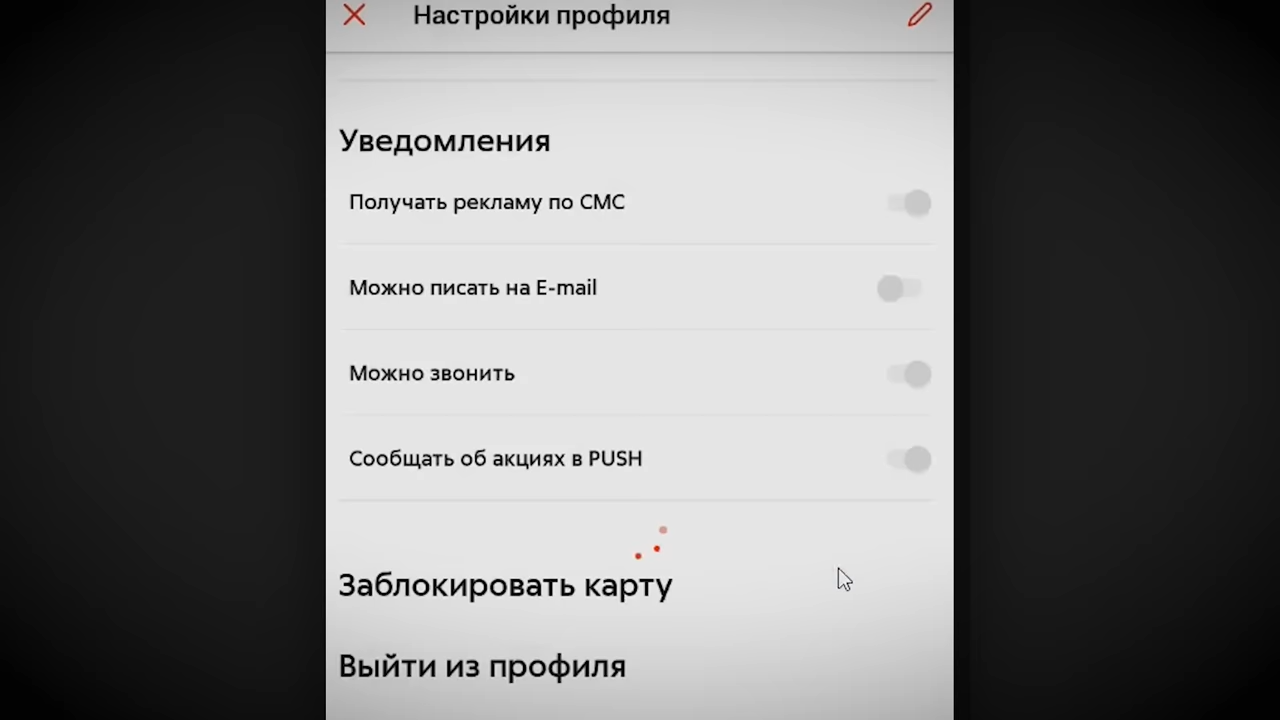 Настройки профиля
Уведомления
Получать рекламу по СМС
Можно писать на E-mail
Можно звонить
Сообщать об акциях в PUSH
Заблокировать карту
Выйти из профиля